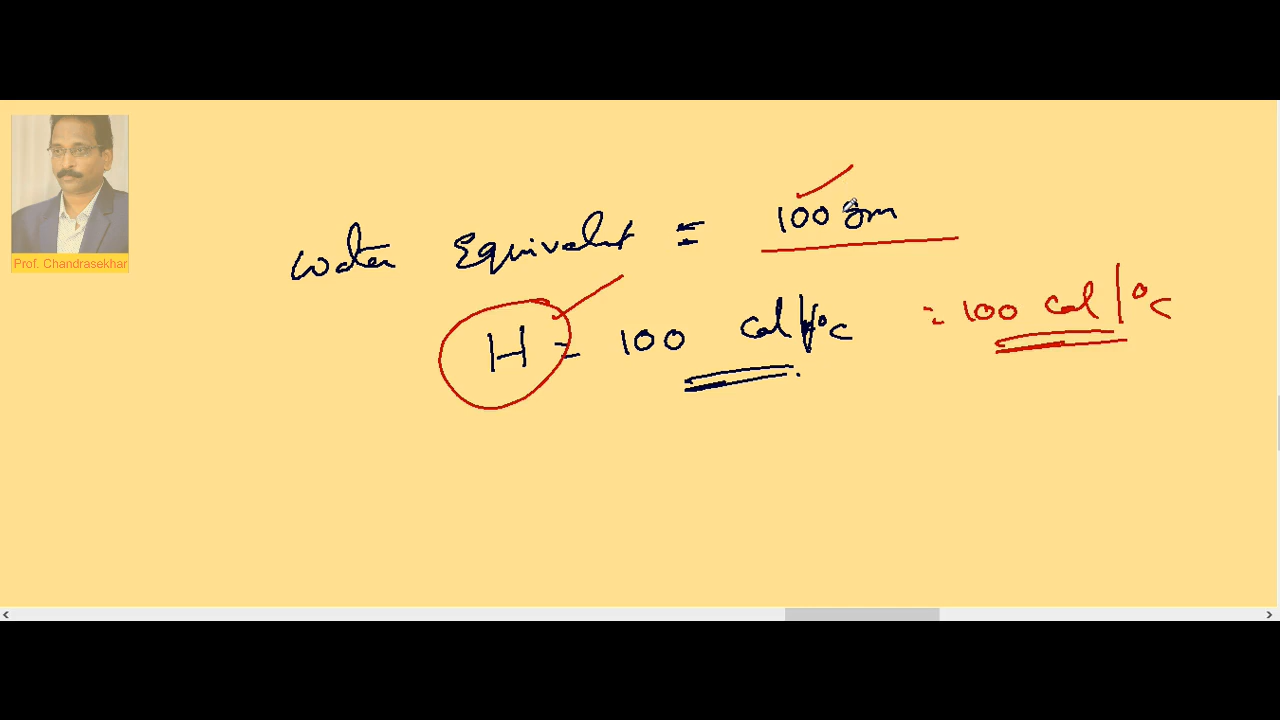 Prof. Chandrasekhar
Water Equivalent = 100 gm
H = 100 cal/°C = 100 cal/°C